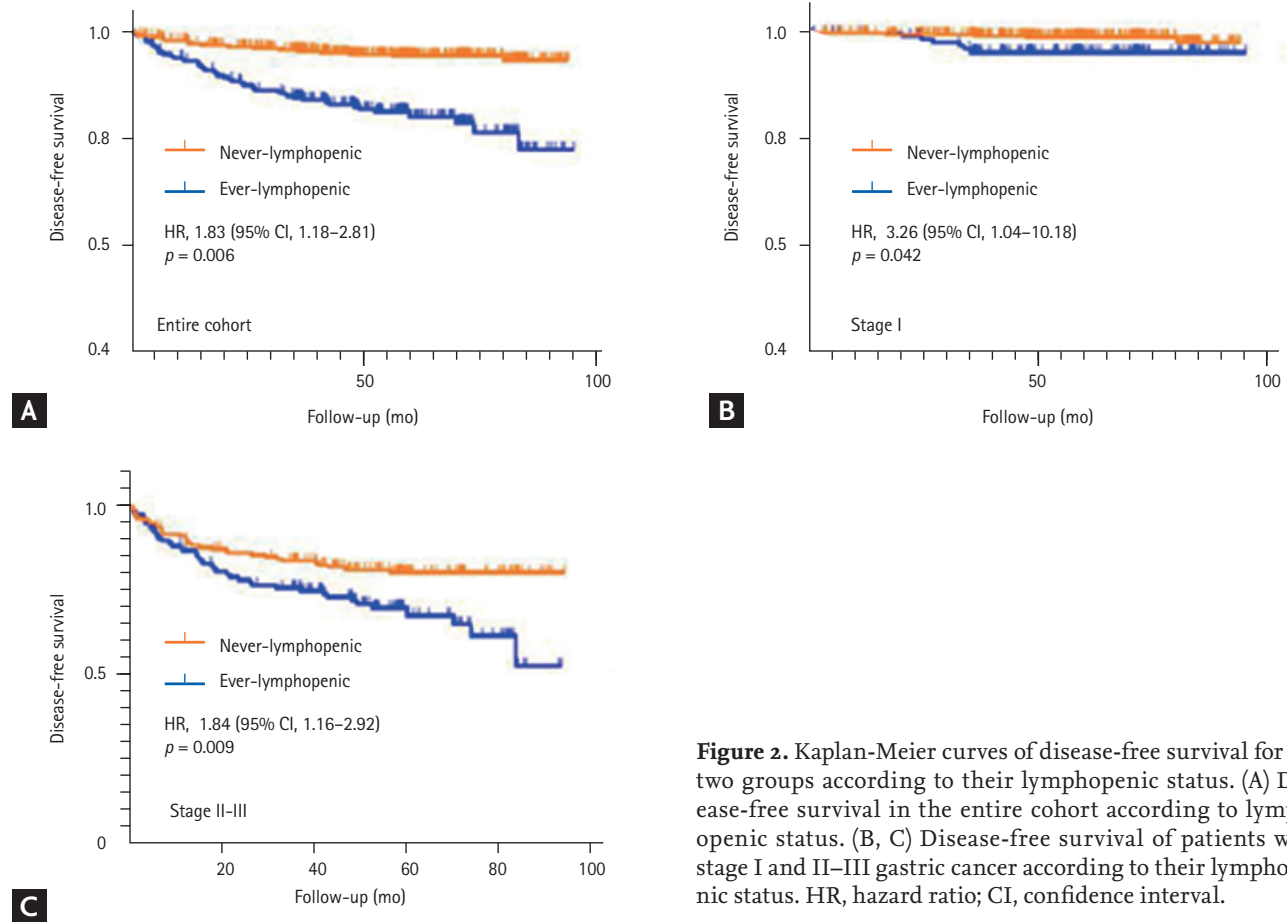 1.0
0.8
0.5
0.4
Disease-free survival
Never-lymphopenic
Ever-lymphopenic
HR, 1.83 (95% CI, 1.18–2.81)
p = 0.006
Entire cohort
50
100
Follow-up (mo)
A
1.0
0.8
0.5
0.4
Disease-free survival
Never-lymphopenic
Ever-lymphopenic
HR, 3.26 (95% CI, 1.04–10.18)
p = 0.042
Stage I
50
100
Follow-up (mo)
B
1.0
0.5
0
Disease-free survival
Never-lymphopenic
Ever-lymphopenic
HR, 1.84 (95% CI, 1.16–2.92)
p = 0.009
Stage II-III
20 40 60 80 100
Follow-up (mo)
C
Figure 2. Kaplan-Meier curves of disease-free survival for
two groups according to their lymphopenic status. (A) D
ease-free survival in the entire cohort according to lymp
openic status. (B, C) Disease-free survival of patients w
stage I and II–III gastric cancer according to their lympho
nic status. HR, hazard ratio; CI, confidence interval.